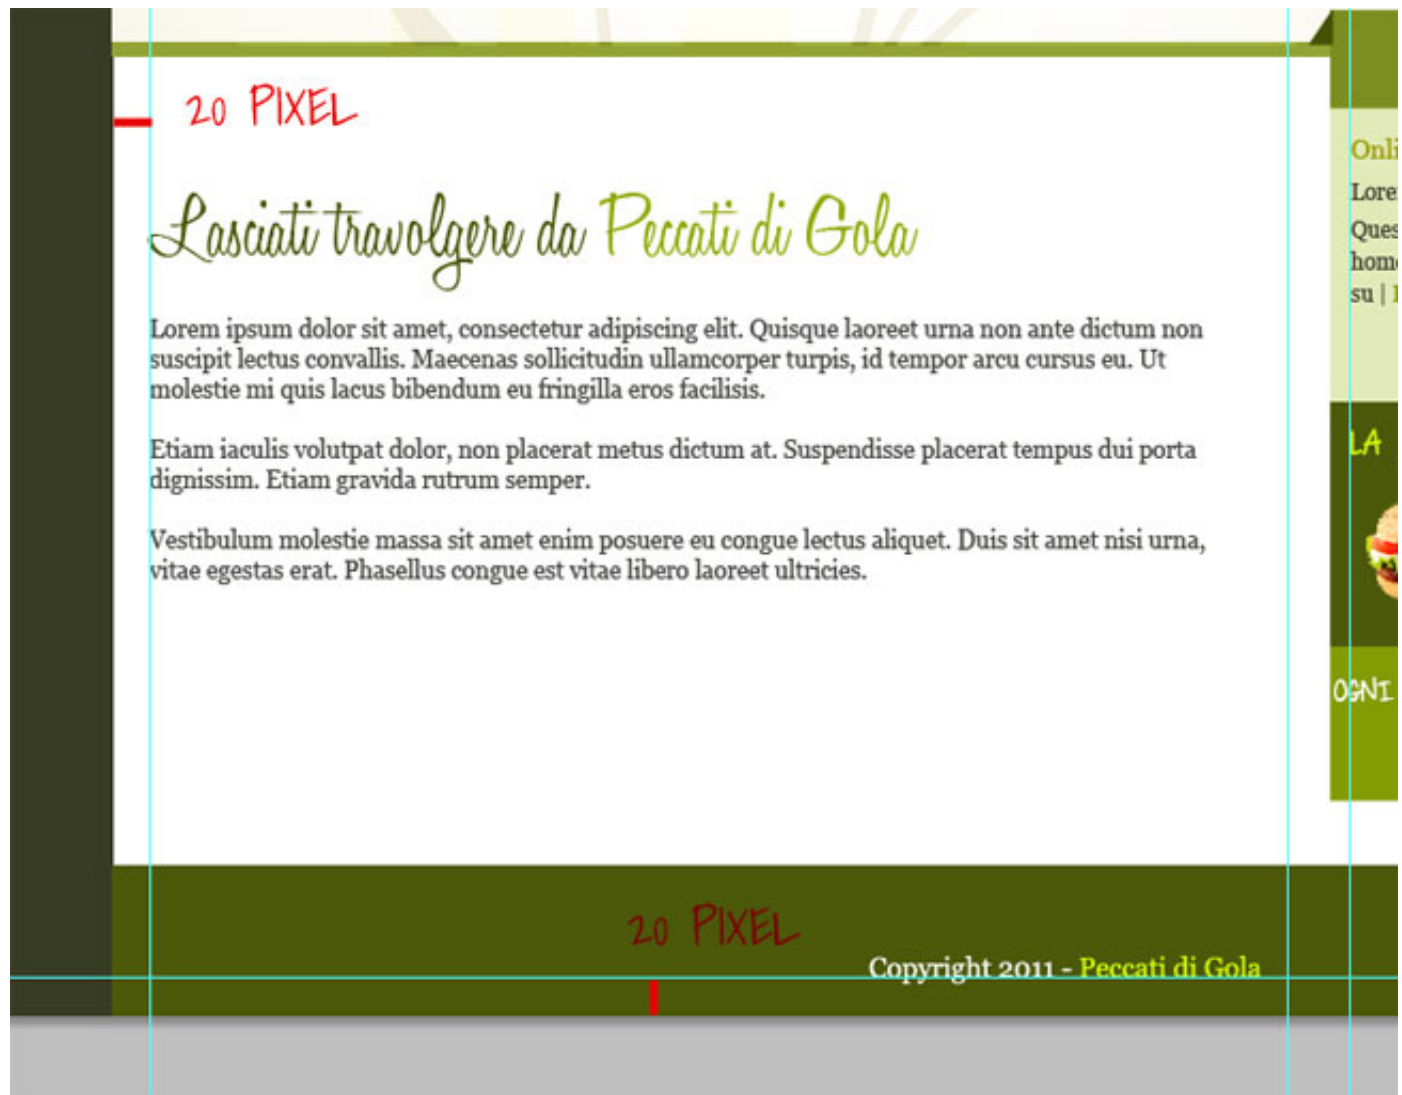 20 PIXEL
Lasciati travolgere da Peccati di Gola
Lorem ipsum dolor sit amet, consectetur adipiscing elit. Quisque laoreet urna non ante dictum non
suscipit lectus convallis. Maecenas sollicitudin ullamcorper turpis, id tempor arcu cursus eu. Ut
molestie mi quis lacus bibendum eu fringilla eros facilisis.
Etiam iaculis volutpat dolor, non placerat metus dictum at. Suspendisse placerat tempus dui porta
dignissim. Etiam gravida rutrum semper.
Vestibulum molestie massa sit amet enim posuere eu congue lectus aliquet. Duis sit amet nisi urna,
vitae egestas erat. Phasellus congue est vitae libero laoreet ultricies.
Onli
Lore
Ques
home
su |
LA
OGNI
20 PIXEL
Copyright 2011 - Peccati di Gola